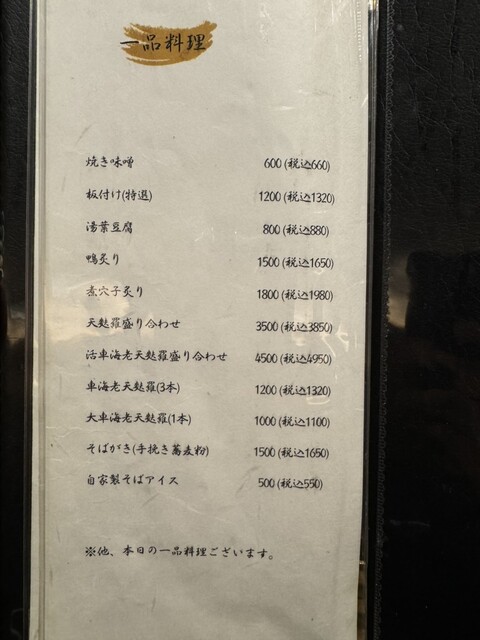 一品料理
焼き味噌 600(税込660)
板付け(特選) 1200(税込1320)
湯葉豆腐 800(税込880)
鴨炙り 1500(税込1650)
煮穴子炙り 1800(税込1980)
天麩羅盛り合わせ 3500(税込3850)
活車海老天麩羅盛り合わせ 4500(税込4950)
車海老天麩羅(3本) 1200(税込1320)
大車海老天麩羅(1本) 1000(税込1100)
そばがき(手挽き蕎麦粉) 1500(税込1650)
自家製そばアイス 500(税込550)
※他、本日の一品料理ございます。